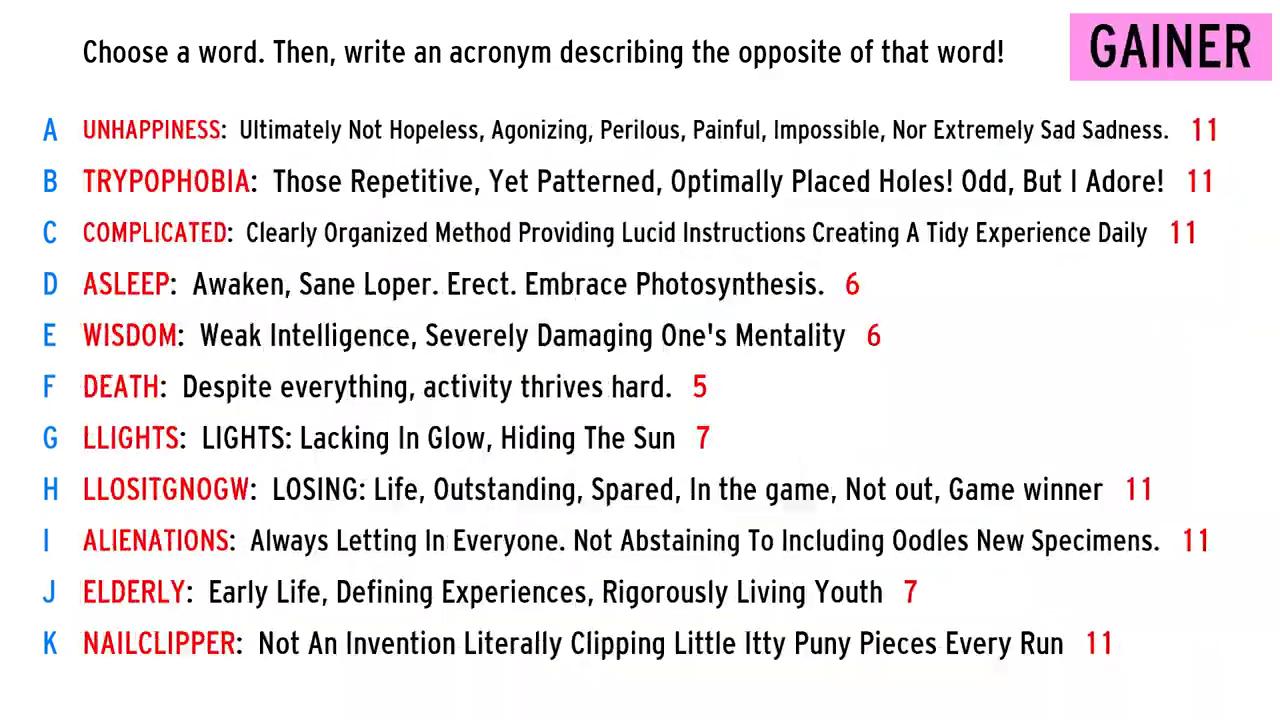 Choose a word. Then, write an acronym describing the opposite of that word!
GAINER
A UNHAPPINESS: Ultimately Not Hopeless, Agonizing, Perilous, Painful, Impossible, Nor Extremely Sad Sadness. 11
B TRYPOPHOBIA: Those Repetitive, Yet Patterned, Optimally Placed Holes! Odd, But I Adore! 11
C COMPLICATED: Clearly Organized Method Providing Lucid Instructions Creating A Tidy Experience Daily 11
D ASLEEP: Awaken, Sane Loper. Erect. Embrace Photosynthesis. 6
E WISDOM: Weak Intelligence, Severely Damaging One's Mentality 6
F DEATH: Despite everything, activity thrives hard. 5
G LLIGHTS: LIGHTS: Lacking In Glow, Hiding The Sun 7
H LLOSITGNOGW: LOSING: Life, Outstanding, Spared, In the game, Not out, Game winner 11
I ALIENATIONS: Always Letting In Everyone. Not Abstaining To Including Oodles New Specimens. 11
J ELDERLY: Early Life, Defining Experiences, Rigorously Living Youth 7
K NAILCLIPPER: Not An Invention Literally Clipping Little Itty Puny Pieces Every Run 11